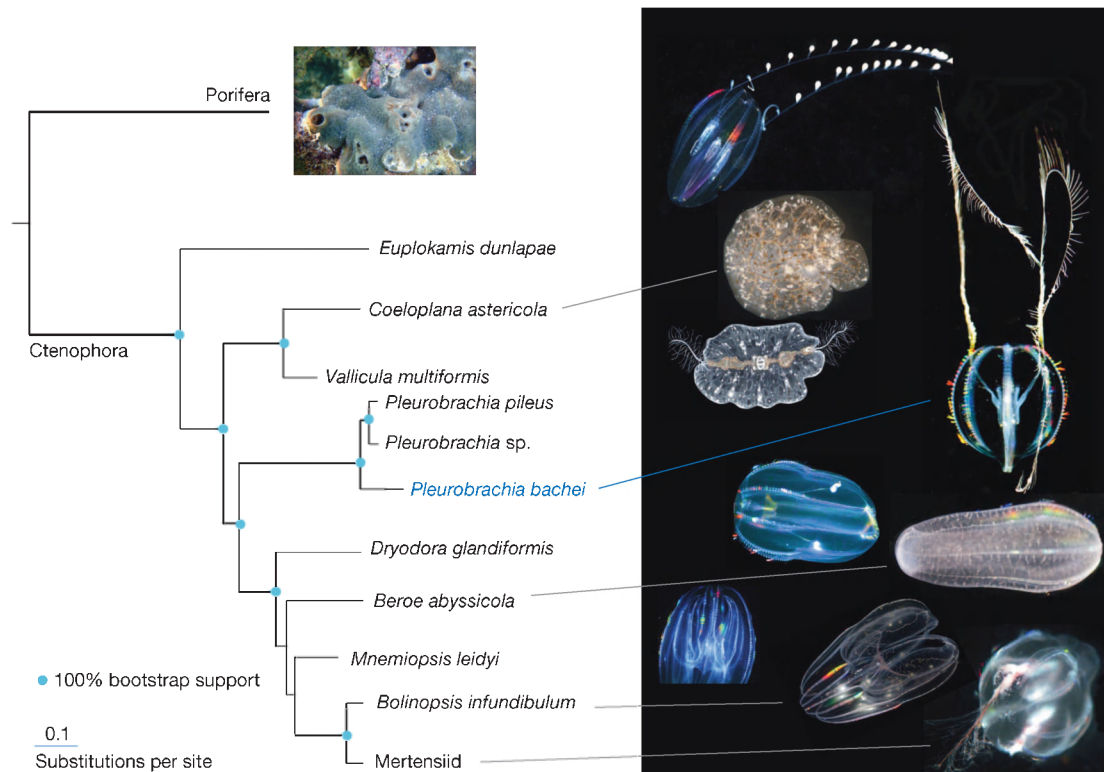 Porifera
Euplokamis dunlapae
Coeloplana astericola
Ctenophora
Vallicula multiformis
Pleurobrachia pileus
Pleurobrachia sp.
Pleurobrachia bachei
Dryodora glandiformis
Beroe abyssicola
Mnemiopsis leidyi
100% bootstrap support
Bolinopsis infundibulum
0.1
Substitutions per site
Mertensiid